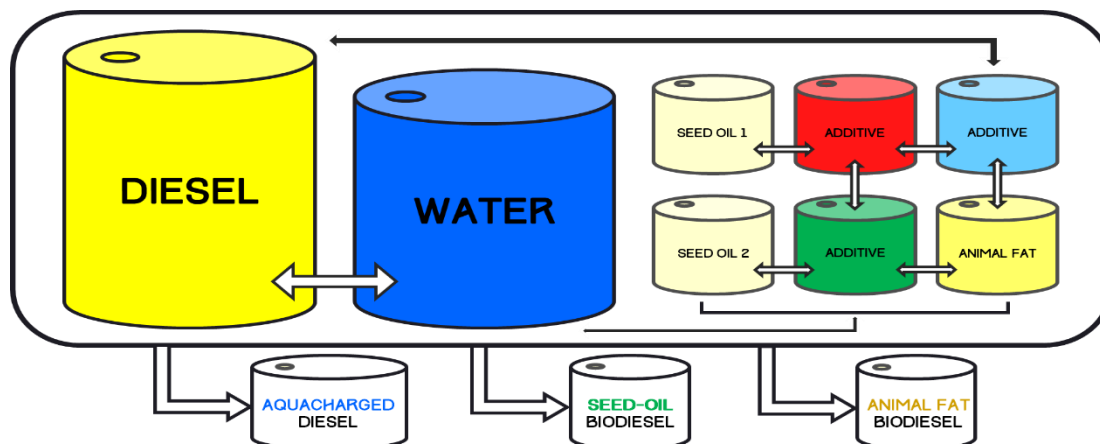 DIESEL
WATER
SEED OIL 1
ADDITIVE
ADDITIVE
SEED OIL 2
ADDITIVE
ANIMAL FAT
AQUACHARGED
DIESEL
SEED-OIL
BIODIESEL
ANIMAL FAT
BIODIESEL